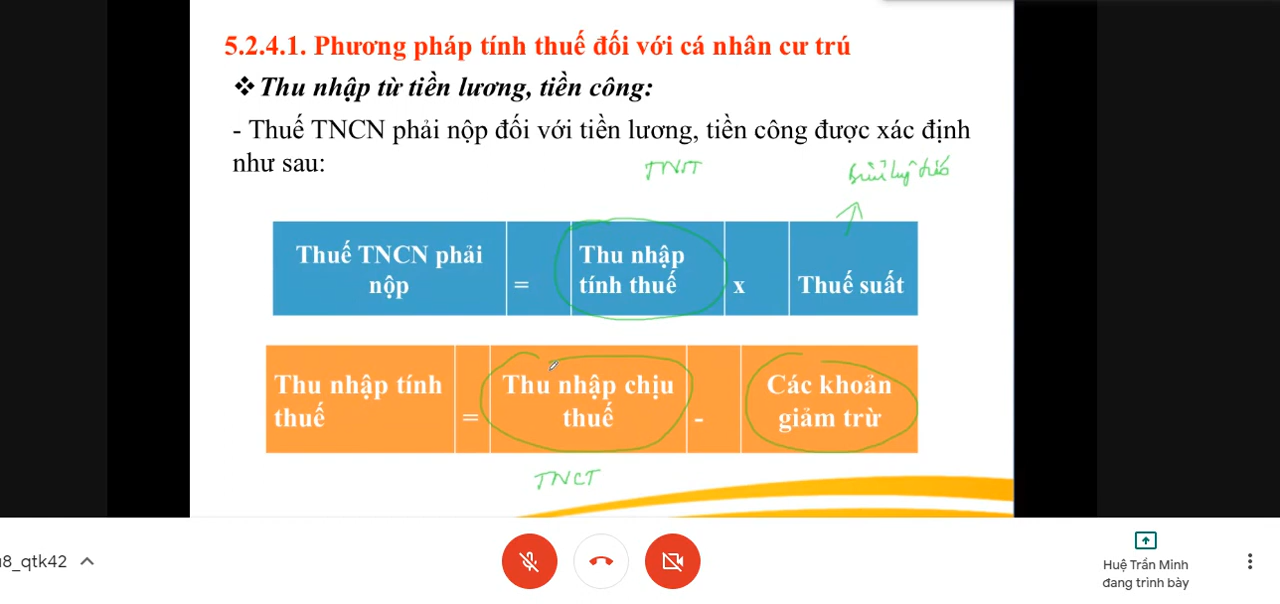 5.2.4.1. Phương pháp tính thuế đối với cá nhân cư trú
❖ Thu nhập từ tiền lương, tiền công:
- Thuế TNCN phải nộp đối với tiền lương, tiền công được xác định
như sau:
TNTT
Thuế TNCN phải
nộp
=
Thu nhập
tính thuế
x
Thuế suất
Thu nhập tính
thuế
=
Thu nhập chịu
thuế
-
Các khoản
giảm trừ
TNCT
8_qtk42
Huệ Trần Minh
đang trình bày